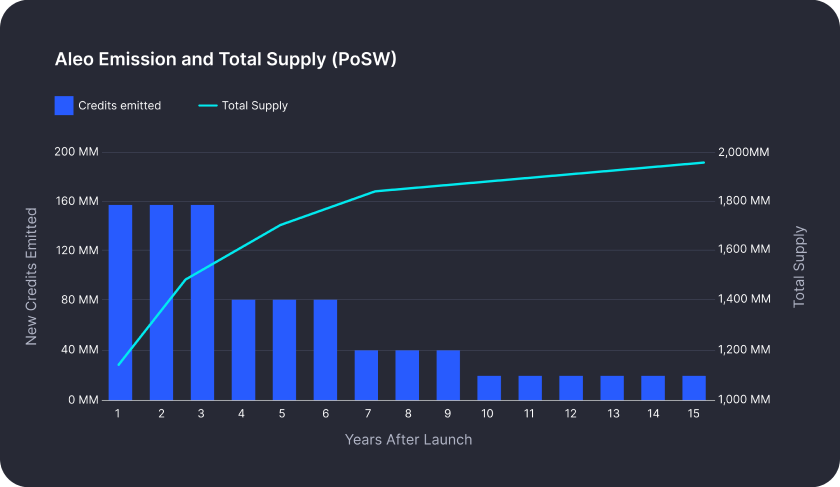 Aleo Emission and Total Supply (PoSW)
Credits emitted Total Supply
200 MM 2,000MM
160 MM 1,800 MM
120 MM 1,600 MM
80 MM 1,400 MM
40 MM 1,200 MM
0 MM 1,000 MM
New Credits Emitted
Total Supply
1 2 3 4 5 6 7 8 9 10 11 12 13 14 15
Years After Launch